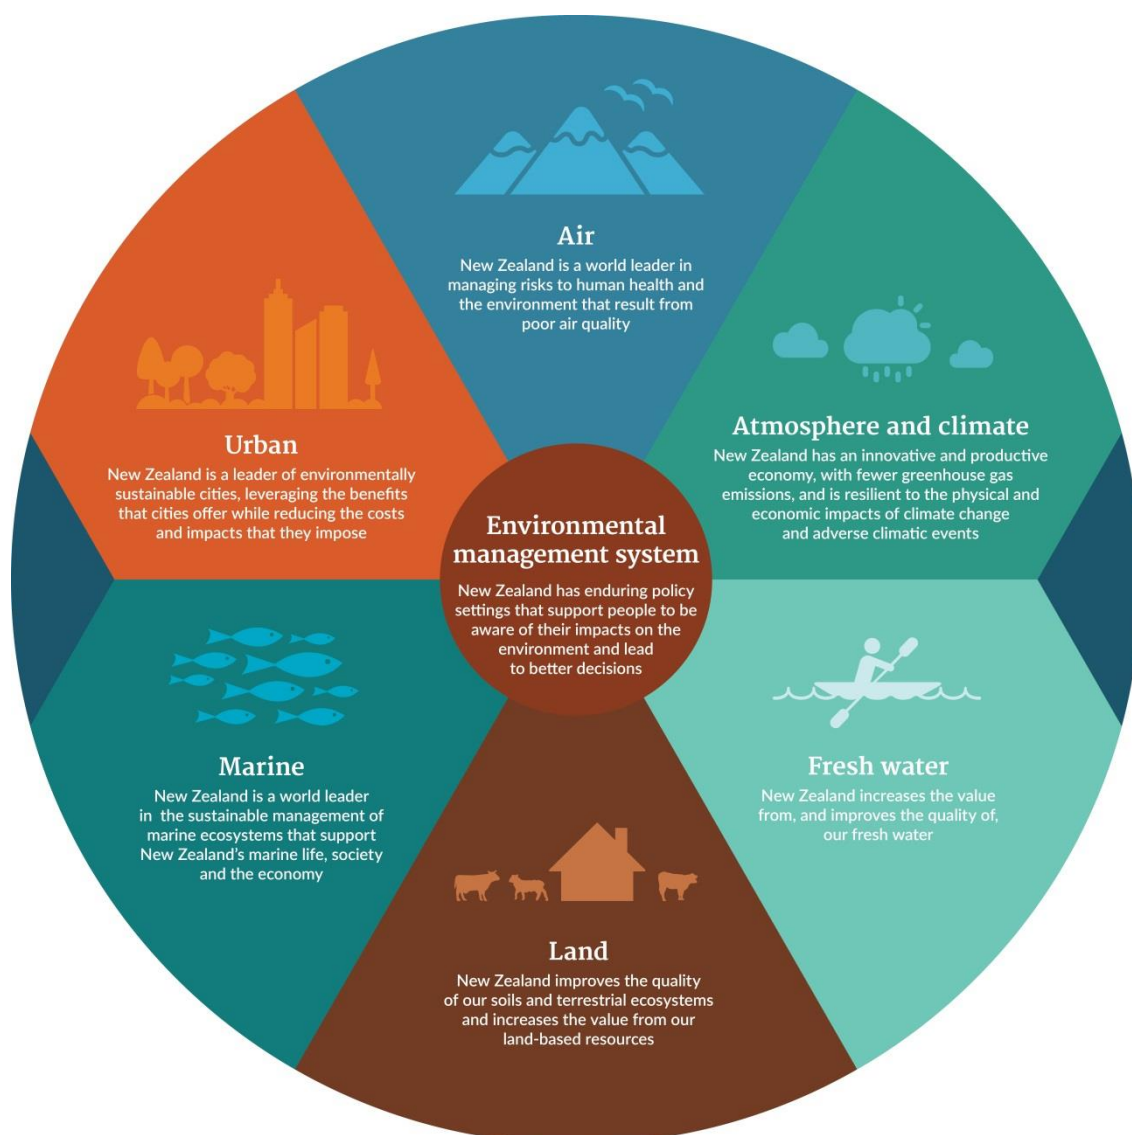 Air
New Zealand is a world leader in
managing risks to human health and
the environment that result from
poor air quality
Atmosphere and climate
New Zealand has an innovative and productive
economy, with fewer greenhouse gas
emissions, and is resilient to the physical and
economic impacts of climate change
and adverse climatic events
Fresh water
New Zealand increases the value
from, and improves the quality of,
our fresh water
Land
New Zealand improves the quality
of our soils and terrestrial ecosystems
and increases the value from our
land-based resources
Marine
New Zealand is a world leader
in the sustainable management of
marine ecosystems that support
New Zealand’s marine life, society
and the economy
Urban
New Zealand is a leader of environmentally
sustainable cities, leveraging the benefits
that cities offer while reducing the costs
and impacts that they impose
Environmental
management system
New Zealand has enduring policy
settings that support people to be
aware of their impacts on the
environment and lead
to better decisions